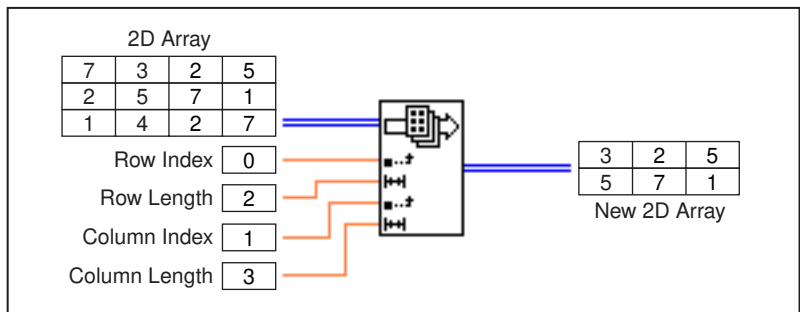 2D Array
7 3 2 5
2 5 7 1
1 4 2 7
Row Index 0
Row Length 2
Column Index 1
Column Length 3
3 2 5
5 7 1
New 2D Array